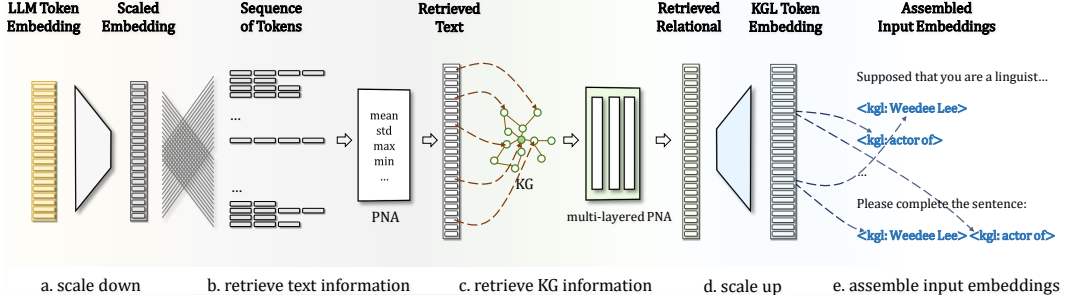 LLM Token
Embedding
Scaled
Embedding
Sequence
of Tokens
Retrieved
Text
Retrieved
Relational
KGL Token
Embedding
Assembled
Input Embeddings
...
...
mean
std
max
min
...
PNA
KG
multi-layered PNA
Supposed that you are a linguist...
<kgl: Weedee Lee>
<kgl: actor of>
...
Please complete the sentence:
<kgl: Weedee Lee> <kgl: actor of>
a. scale down
b. retrieve text information
c. retrieve KG information
d. scale up
e. assemble input embeddings